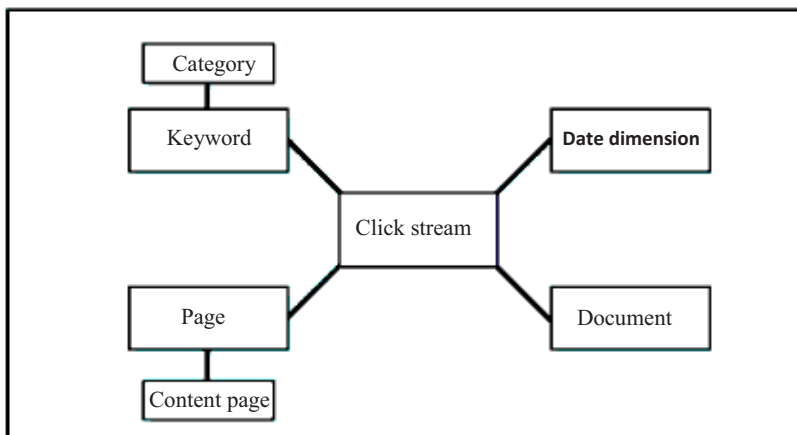 Category
Keyword
Date dimension
Click stream
Page
Document
Content page